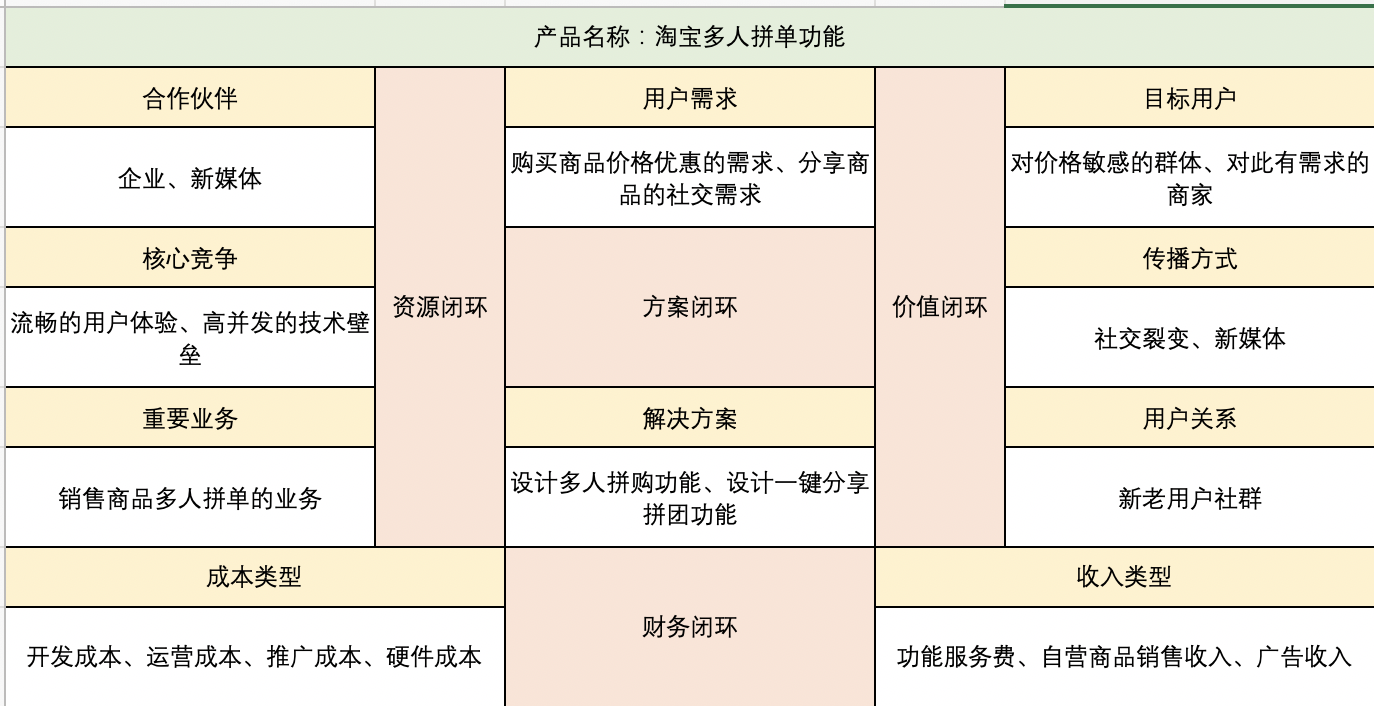 产品名称：淘宝多人拼单功能
合作伙伴
用户需求
目标用户
企业、新媒体
购买商品价格优惠的需求、分享商
品的社交需求
对价格敏感的群体、对此有需求的
商家
核心竞争
资源闭环
方案闭环
价值闭环
传播方式
流畅的用户体验、高并发的技术壁
垒
社交裂变、新媒体
重要业务
解决方案
用户关系
销售商品多人拼单的业务
设计多人拼购功能、设计一键分享
拼团功能
新老用户社群
成本类型
财务闭环
收入类型
开发成本、运营成本、推广成本、硬件成本
功能服务费、自营商品销售收入、广告收入